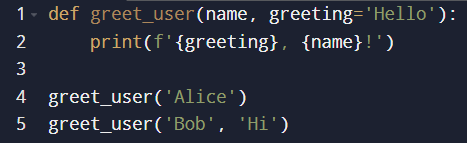 1 def greet_user(name, greeting='Hello'):
2     print(f'{greeting}, {name}!')
3
4 greet_user('Alice')
5 greet_user('Bob', 'Hi')